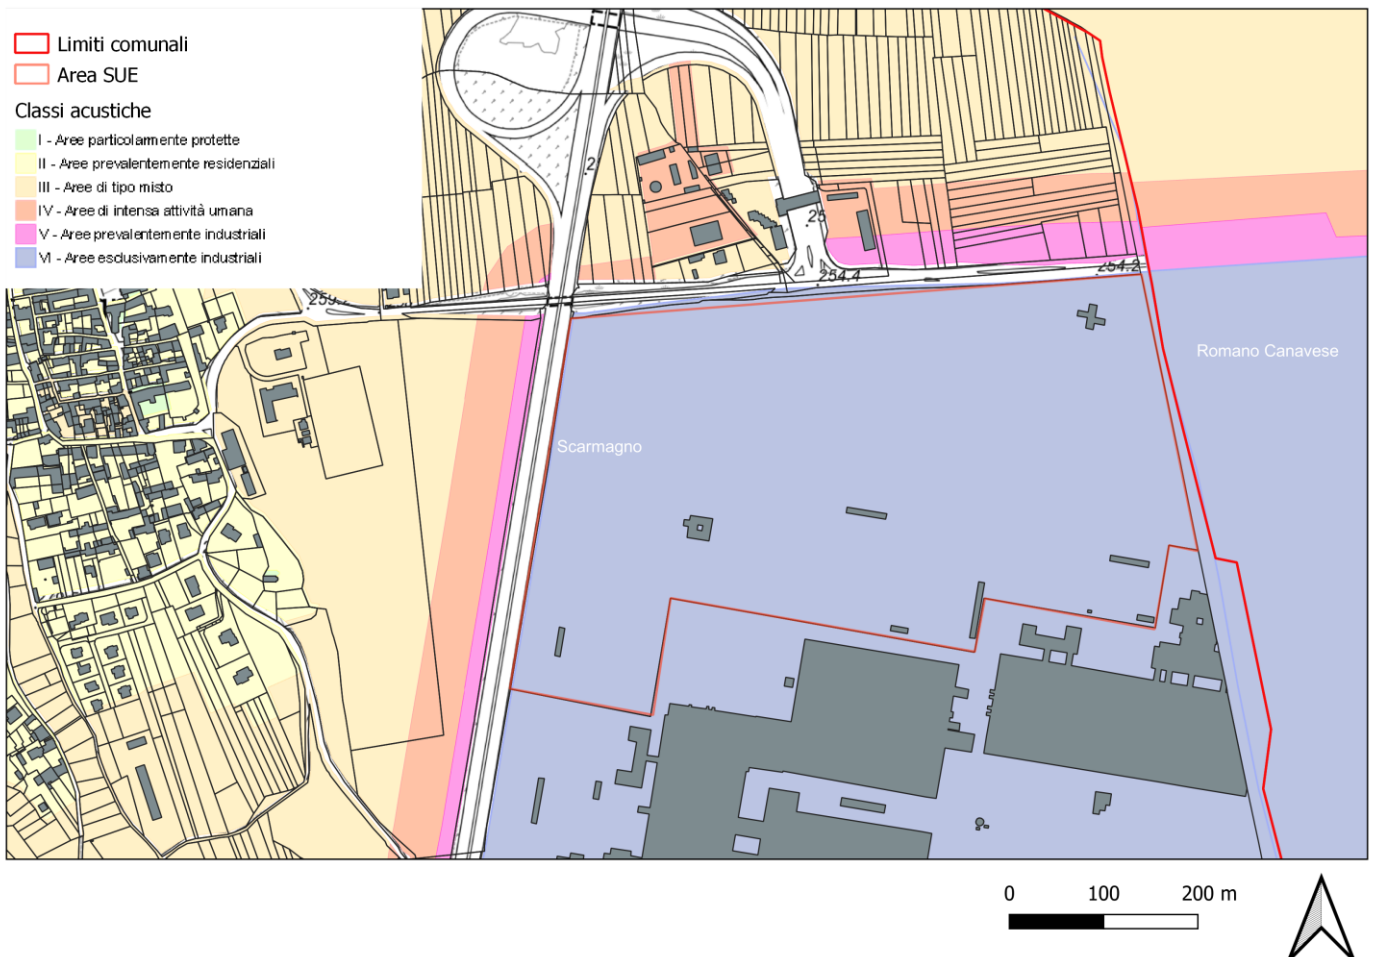 Limiti comunali
Area SUE
Classi acustiche
I - Aree particolarmente protette
II - Aree prevalentemente residenziali
III - Aree di tipo misto
IV - Aree di intensa attività umana
V - Aree prevalentemente industriali
VI - Aree esclusivamente industriali
254.4
254.2
Romano Canavese
Scarmagno
0 100 200 m